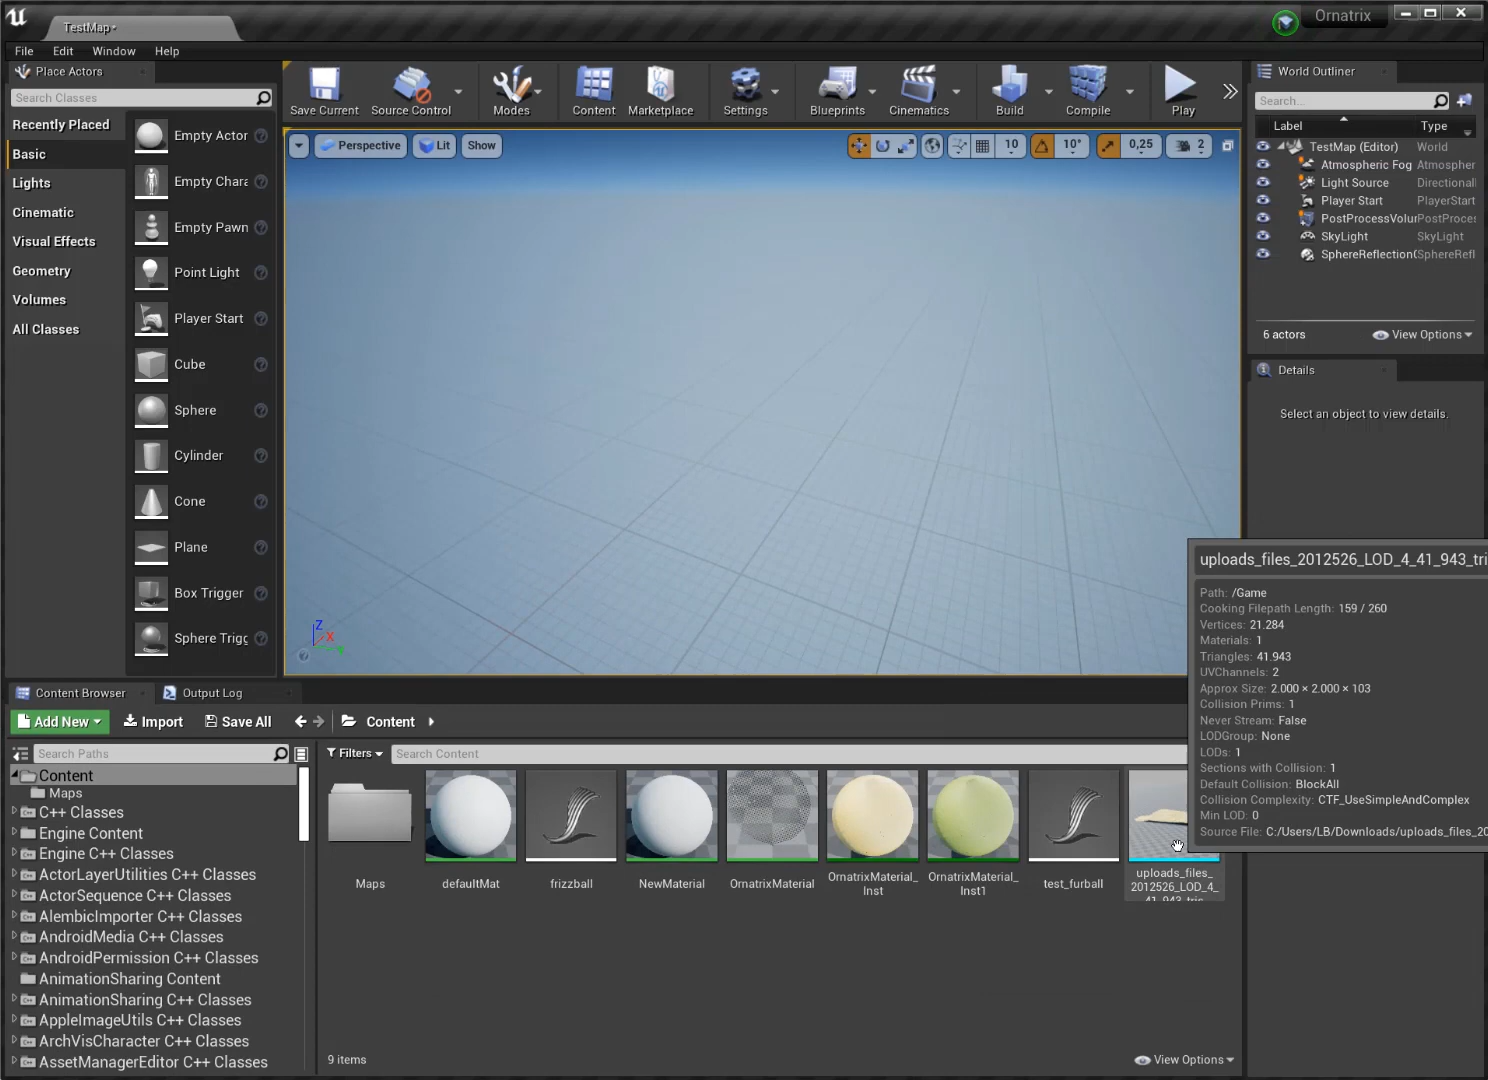 TestMap•
Ornatrix
File Edit Window Help
Place Actors
Search Classes
Recently Placed
Basic
Lights
Cinematic
Visual Effects
Geometry
Volumes
All Classes
Empty Actor
Empty Chara
Empty Pawn
Point Light
Player Start
Cube
Sphere
Cylinder
Cone
Plane
Box Trigger
Sphere Trigg
Save Current
Source Control
Modes
Content
Marketplace
Settings
Blueprints
Cinematics
Build
Compile
Play
Perspective
Lit
Show
10
10°
0,25
2
Z
X
World Outliner
Search...
Label Type
TestMap (Editor) World
Atmospheric Fog Atmospher
Light Source Directional
Player Start PlayerStart
PostProcessVolum PostProces
SkyLight SkyLight
SphereReflection SphereRefl
6 actors
View Options
Details
Select an object to view details.
uploads_files_2012526_LOD_4_41_943_tri
Path: /Game
Cooking Filepath Length: 159 / 260
Vertices: 21.284
Materials: 1
Triangles: 41.943
UVChannels: 2
Approx Size: 2.000 × 2.000 × 103
Collision Prims: 1
Never Stream: False
LODGroup: None
LODs: 1
Sections with Collision: 1
Default Collision: BlockAll
Collision Complexity: CTF_UseSimpleAndComplex
Min LOD: 0
Source File: C:/Users/LB/Downloads/uploads_files_20
Content Browser
Output Log
Add New
Import
Save All
Content
Search Paths
Filters
Search Content
Content
Maps
C++ Classes
Engine Content
Engine C++ Classes
ActorLayerUtilities C++ Classes
ActorSequence C++ Classes
AlembicImporter C++ Classes
AndroidMedia C++ Classes
AndroidPermission C++ Classes
AnimationSharing Content
AnimationSharing C++ Classes
AppleImageUtils C++ Classes
ArchVisCharacter C++ Classes
AssetManagerEditor C++ Classes
Maps
defaultMat
frizzball
NewMaterial
OrnatrixMaterial
OrnatrixMaterial_
Inst
OrnatrixMaterial_
Inst1
test_furball
uploads_files_
2012526_LOD_4_
41_943_tris
9 items
View Options